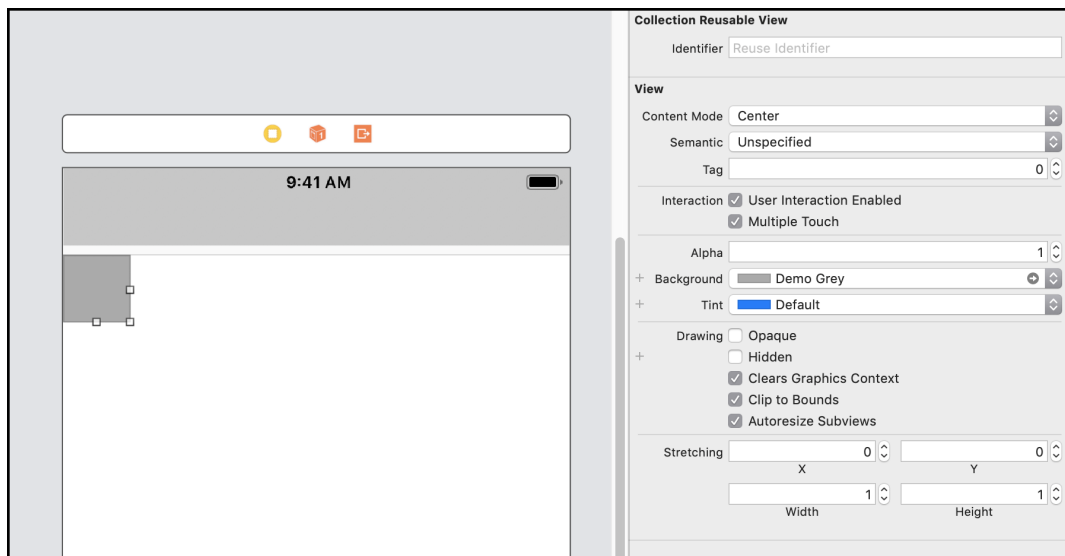 9:41 AM
Collection Reusable View
Identifier Reuse Identifier
View
Content Mode Center
Semantic Unspecified
Tag 0
Interaction User Interaction Enabled
Multiple Touch
Alpha 1
+ Background Demo Grey
+ Tint Default
Drawing Opaque
+ Hidden
Clears Graphics Context
Clip to Bounds
Autoresize Subviews
Stretching 0 0
X Y
1 1
Width Height